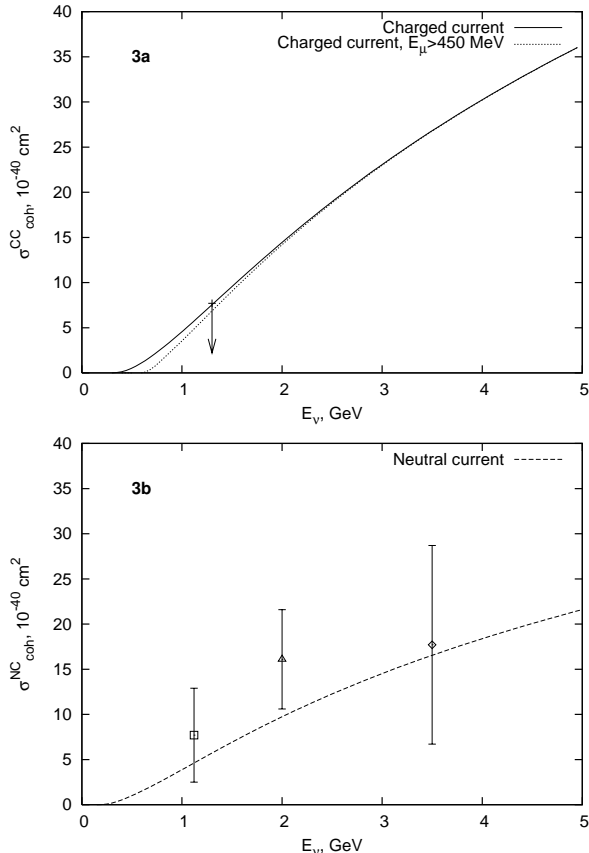 40
35
30
25
20
15
10
5
0
σ^CC_coh, 10^-40 cm^2
3a
Charged current
Charged current, E_μ>450 MeV
0 1 2 3 4 5
E_ν, GeV
40
35
30
25
20
15
10
5
0
σ^NC_coh, 10^-40 cm^2
3b
Neutral current
0 1 2 3 4 5
E_ν, GeV